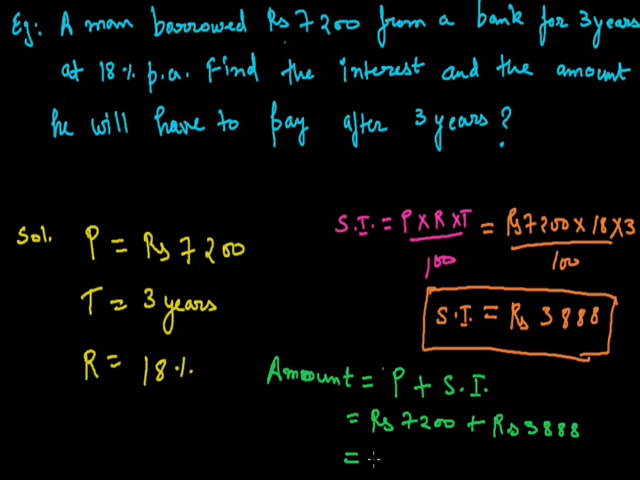 Eg: A man borrowed Rs 7200 from a bank for 3 years
at 18% p.a. Find the interest and the amount
he will have to pay after 3 years?
Sol. P = Rs 7200
T = 3 years
R = 18%
S.I. = P X R X T / 100 = Rs 7200 X 18 X 3 / 100
S.I. = Rs 3888
Amount = P + S.I.
= Rs 7200 + Rs 3888
=